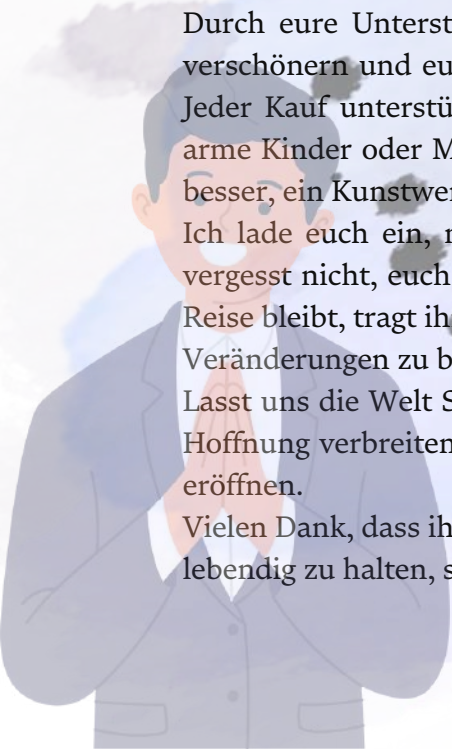 Durch eure Unterst
verschönern und eu
Jeder Kauf unterstü
arme Kinder oder M
besser, ein Kunstwer
Ich lade euch ein, 
vergesst nicht, euch
Reise bleibt, tragt ih
Veränderungen zu b
Lasst uns die Welt S
Hoffnung verbreiten
eröffnen.
Vielen Dank, dass ih
lebendig zu halten, s